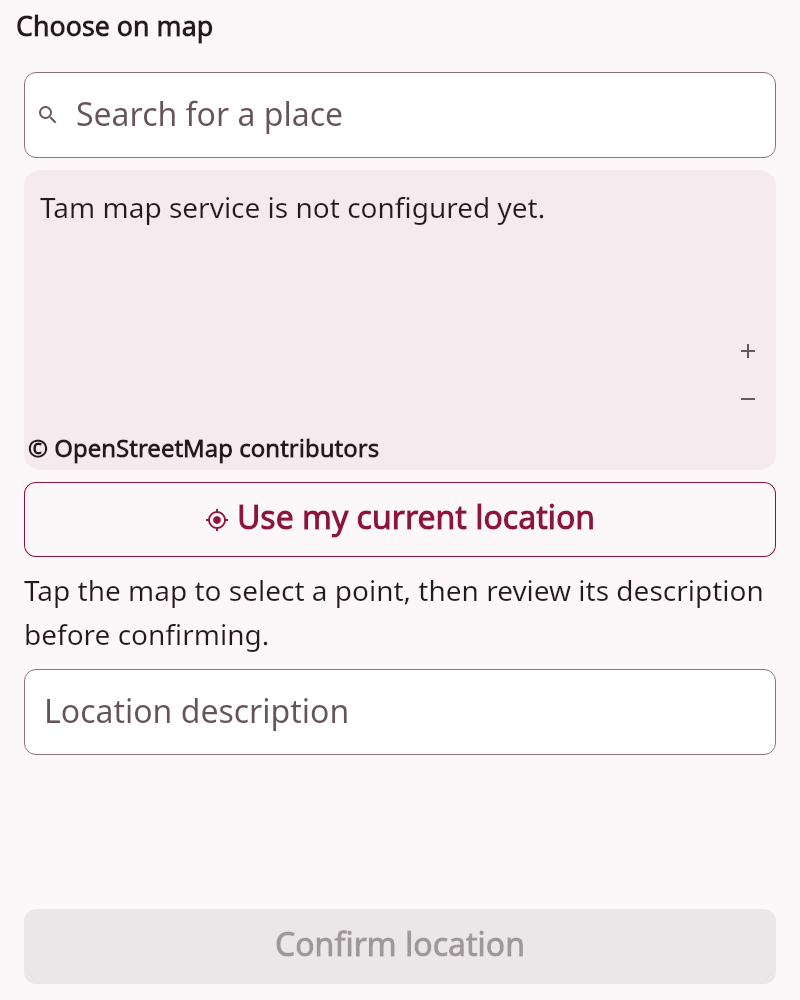 Choose on map
Search for a place
Tam map service is not configured yet.
© OpenStreetMap contributors
Use my current location
Tap the map to select a point, then review its description
before confirming.
Location description
Confirm location